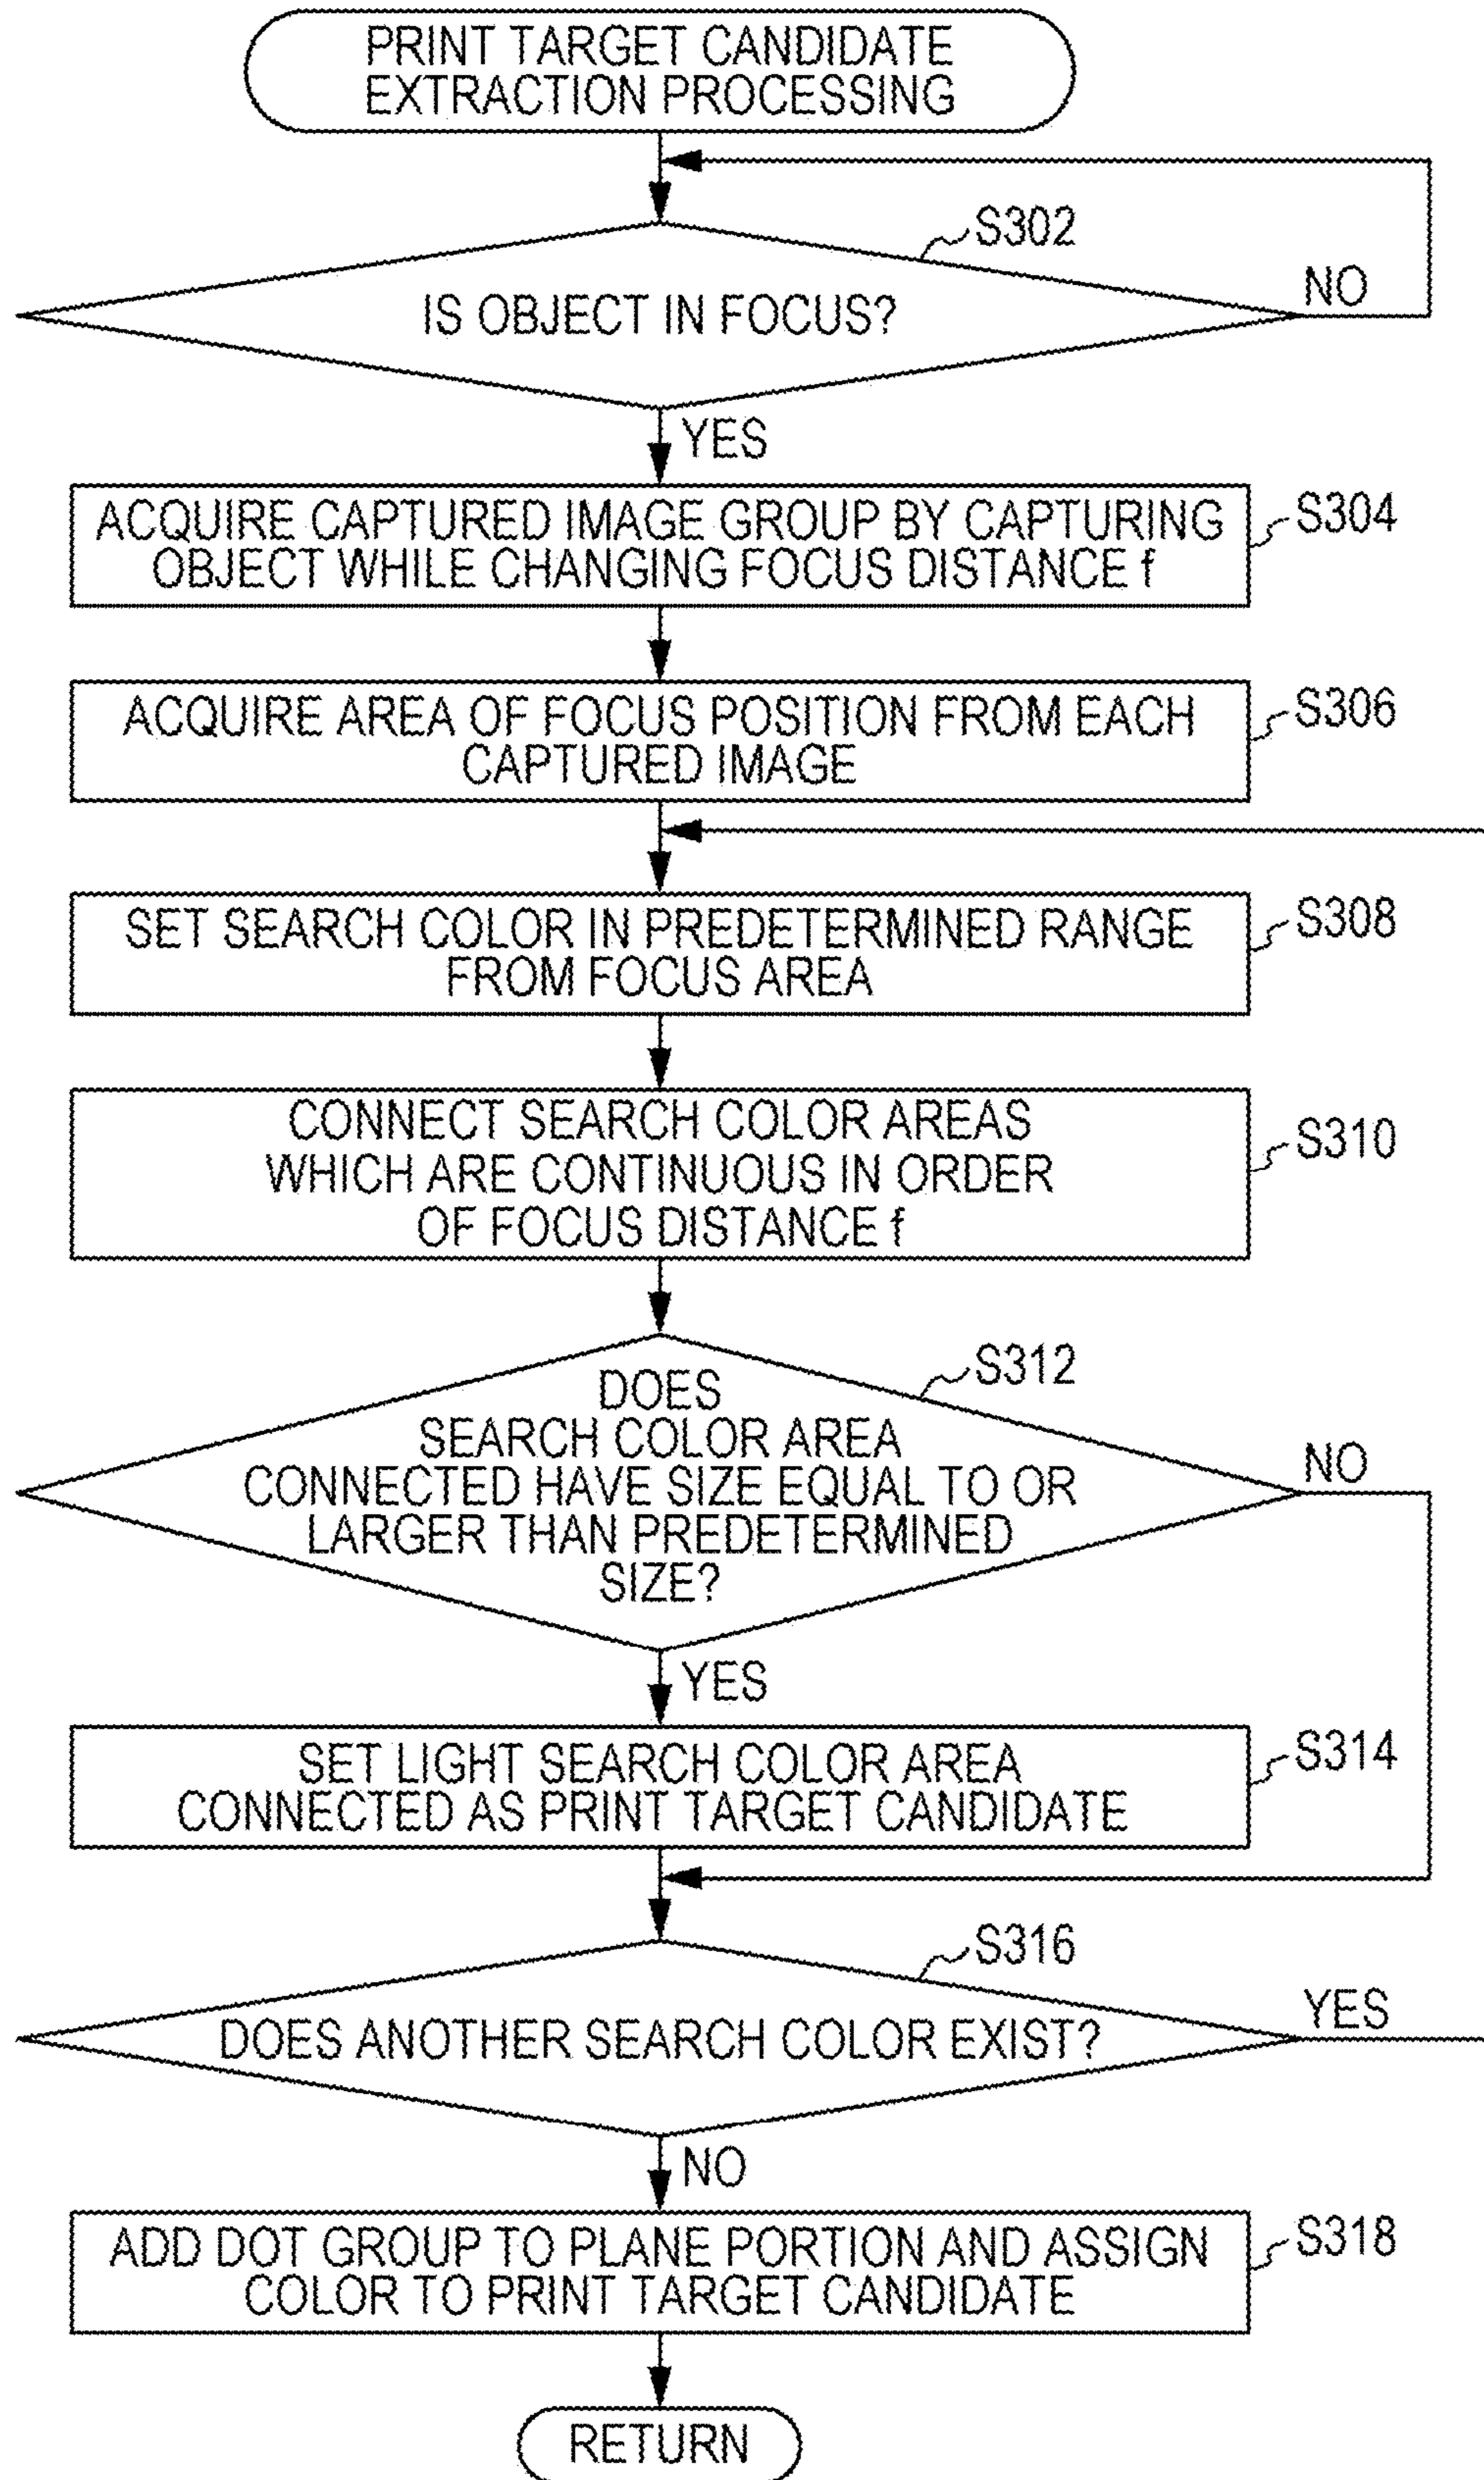 PRINT TARGET CANDIDATE
EXTRACTION PROCESSING
S302
IS OBJECT IN FOCUS?
NO
YES
ACQUIRE CAPTURED IMAGE GROUP BY CAPTURING
OBJECT WHILE CHANGING FOCUS DISTANCE f
S304
ACQUIRE AREA OF FOCUS POSITION FROM EACH
CAPTURED IMAGE
S306
SET SEARCH COLOR IN PREDETERMINED RANGE
FROM FOCUS AREA
S308
CONNECT SEARCH COLOR AREAS
WHICH ARE CONTINUOUS IN ORDER
OF FOCUS DISTANCE f
S310
S312
DOES
SEARCH COLOR AREA
CONNECTED HAVE SIZE EQUAL TO OR
LARGER THAN PREDETERMINED
SIZE?
NO
YES
SET LIGHT SEARCH COLOR AREA
CONNECTED AS PRINT TARGET CANDIDATE
S314
S316
DOES ANOTHER SEARCH COLOR EXIST?
YES
NO
ADD DOT GROUP TO PLANE PORTION AND ASSIGN
COLOR TO PRINT TARGET CANDIDATE
S318
RETURN